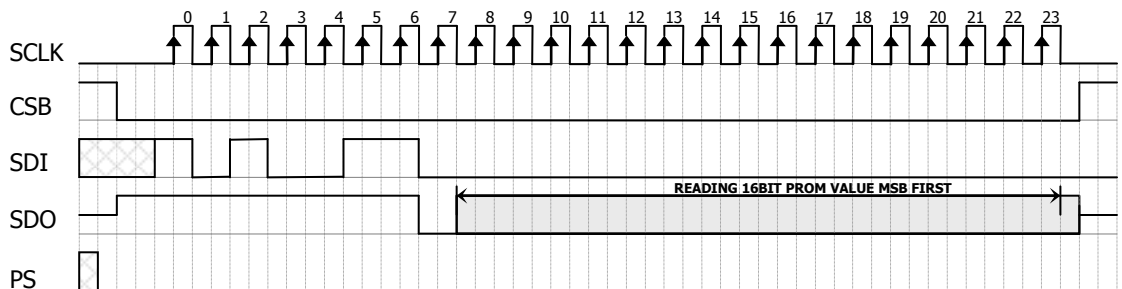 0 1 2 3 4 5 6 7 8 9 10 11 12 13 14 15 16 17 18 19 20 21 22 23
SCLK
CSB
SDI
READING 16BIT PROM VALUE MSB FIRST
SDO
PS